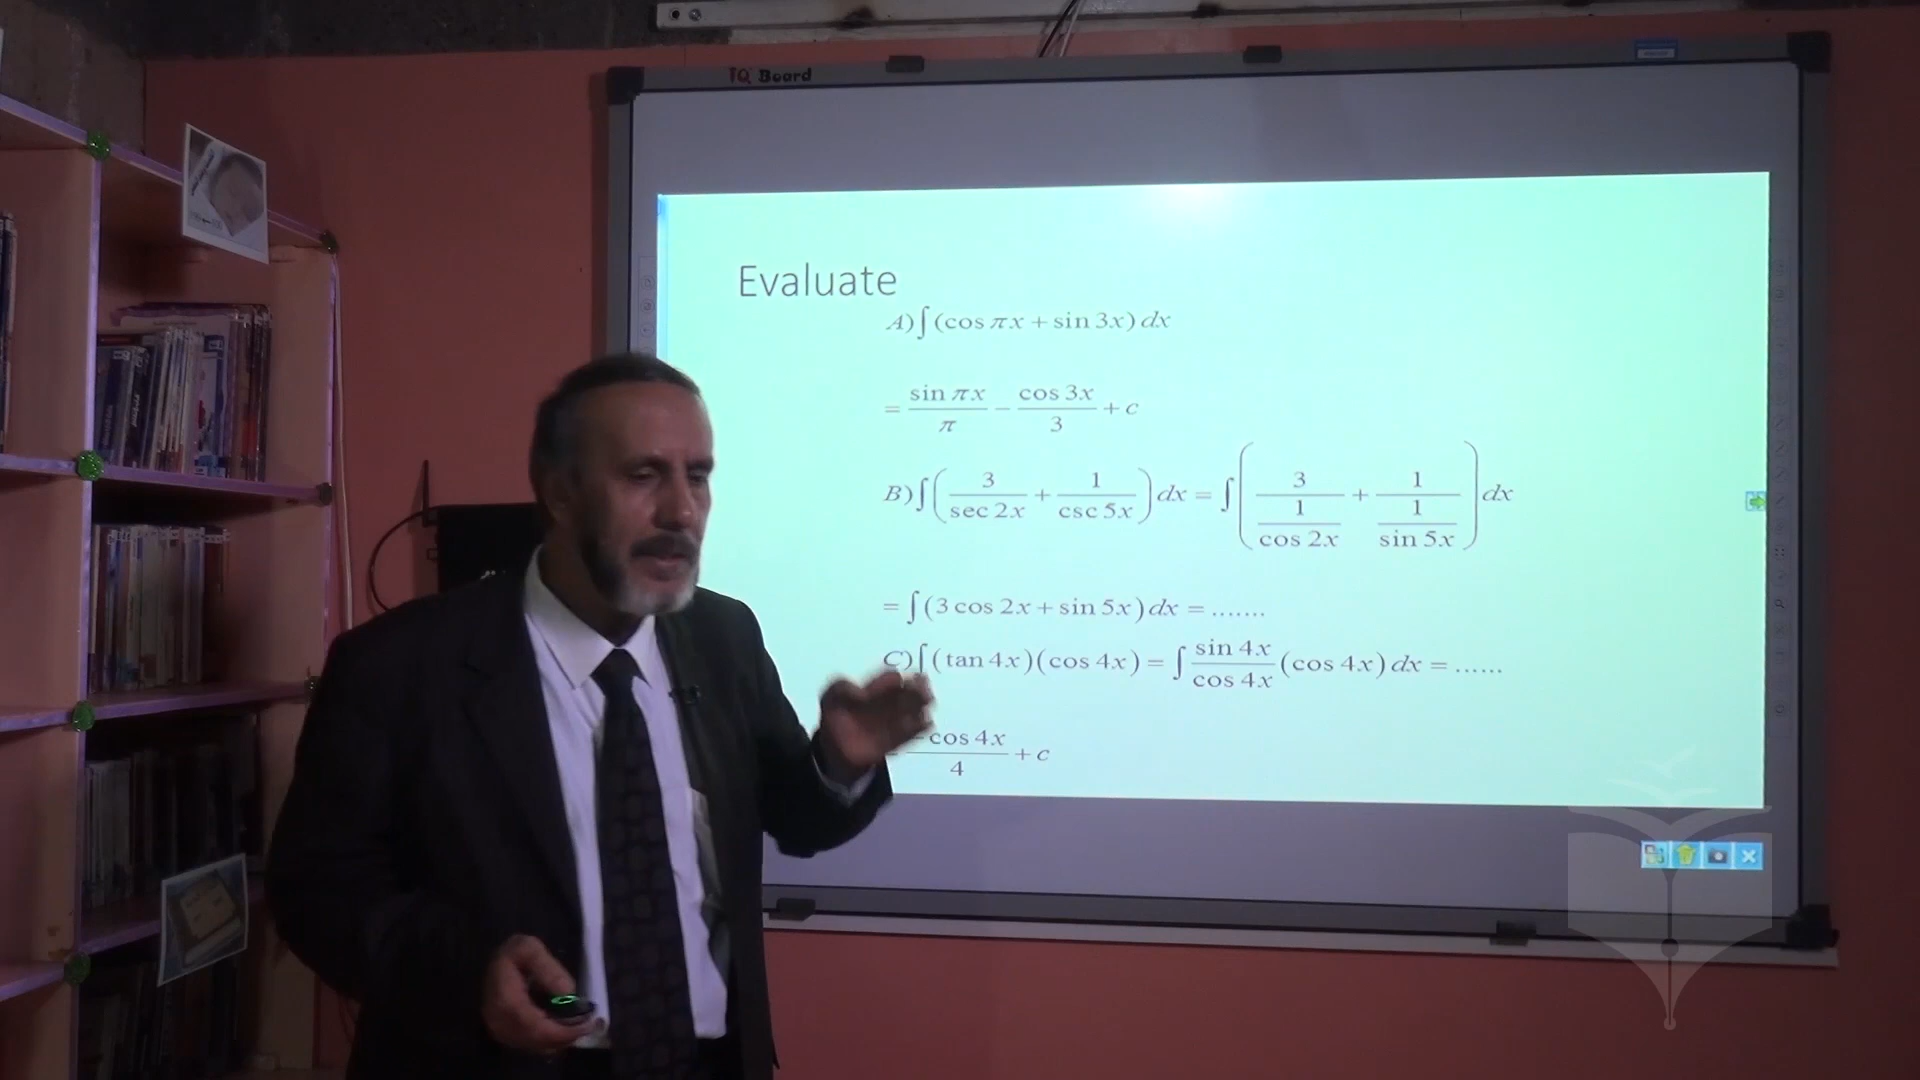 IQ Board
Evaluate
A) ∫ (cos πx + sin 3x) dx
= sin πx / π − cos 3x / 3 + c
B) ∫ ( 3 / sec 2x + 1 / csc 5x ) dx = ∫ ( 3 / (1 / cos 2x) + 1 / (1 / sin 5x) ) dx
= ∫ (3 cos 2x + sin 5x) dx = .......
C) ∫ (tan 4x)(cos 4x) = ∫ sin 4x / cos 4x (cos 4x) dx = ......
= −cos 4x / 4 + c